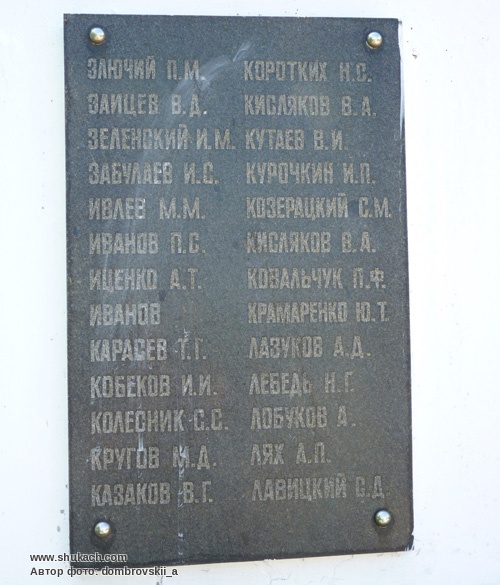 ЗЛЮЧИЙ П.М.
ЗАИЦЕВ В.Д.
ЗЕЛЕНСКИЙ И.М.
ЗАБУЛАЕВ И.С.
ИВЛЕВ М.М.
ИВАНОВ П.С.
ИЦЕНКО А.Т.
ИВАНОВ
КАРАСЕВ Т.Г.
КОБЕКОВ И.И.
КОЛЕСНИК С.С.
КРУГОВ М.Д.
КАЗАКОВ В.Г.
КОРОТКИХ Н.С.
КИСЛЯКОВ В.А.
КУТАЕВ В.И.
КУРОЧКИН И.П.
КОЗЕРАЦКИЙ С.М.
КИСЛЯКОВ В.А.
КОВАЛЬЧУК П.Ф.
КРАМАРЕНКО Ю.Т.
ЛАЗУКОВ А.Д.
ЛЕБЕДЬ Н.Г.
ЛОБУКОВ А.
ЛЯХ А.П.
ЛАВИЦКИЙ С.Д.
www.shukach.com
Автор фото: dombrovskii_a